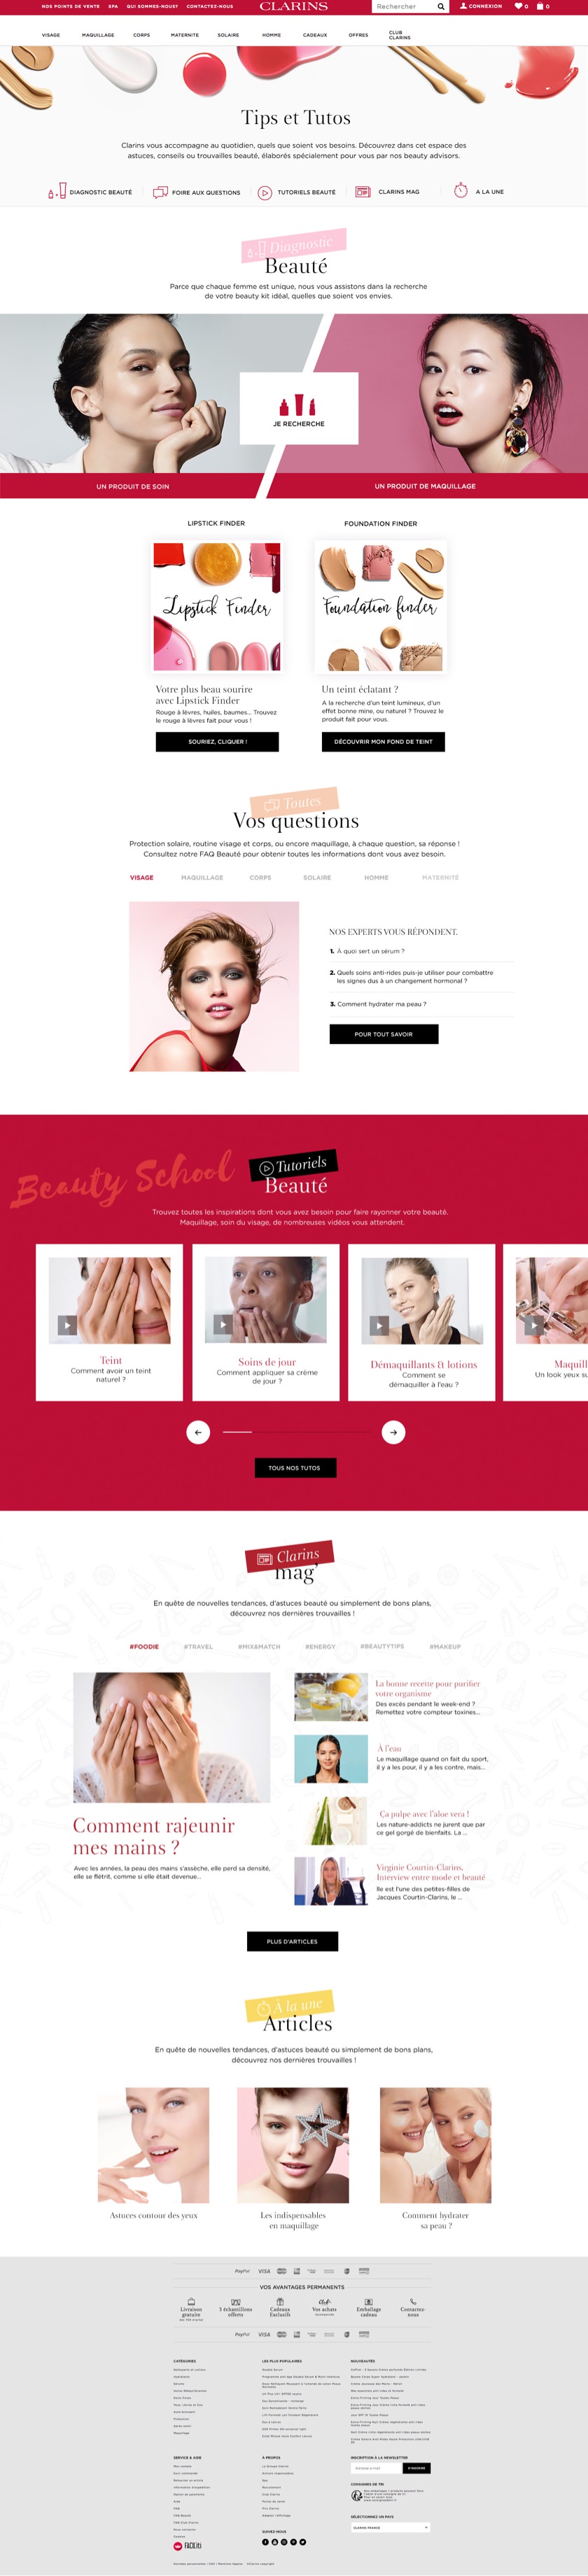 NOS POINTS DE VENTE SPA QUI SOMMES-NOUS? CONTACTEZ-NOUS
CLARINS
Rechercher
CONNEXION
0
0
VISAGE MAQUILLAGE CORPS MATERNITE SOLAIRE HOMME CADEAUX OFFRES CLUB
CLARINS
Tips et Tutos
Clarins vous accompagne au quotidien, quels que soient vos besoins. Découvrez dans cet espace des
astuces, conseils ou trouvailles beauté, élaborés spécialement pour vous par nos beauty advisors.
DIAGNOSTIC BEAUTÉ FOIRE AUX QUESTIONS TUTORIELS BEAUTÉ CLARINS MAG A LA UNE
Diagnostic
Beauté
Parce que chaque femme est unique, nous vous assistons dans la recherche
de votre beauty kit idéal, quelles que soient vos envies.
JE RECHERCHE
UN PRODUIT DE SOIN
UN PRODUIT DE MAQUILLAGE
LIPSTICK FINDER
Lipstick Finder
Votre plus beau sourire
avec Lipstick Finder
Rouge à lèvres, huiles, baumes... Trouvez
le rouge à lèvres fait pour vous !
SOURIEZ, CLIQUER !
FOUNDATION FINDER
Foundation finder
Un teint éclatant ?
A la recherche d'un teint lumineux, d'un
effet bonne mine, ou naturel ? Trouvez le
produit fait pour vous.
DÉCOUVRIR MON FOND DE TEINT
Toutes
Vos questions
Protection solaire, routine visage et corps, ou encore maquillage, à chaque question, sa réponse !
Consultez notre FAQ Beauté pour obtenir toutes les informations dont vous avez besoin.
VISAGE MAQUILLAGE CORPS SOLAIRE HOMME MATERNITÉ
NOS EXPERTS VOUS RÉPONDENT.
1. À quoi sert un sérum ?
2. Quels soins anti-rides puis-je utiliser pour combattre
les signes dus à un changement hormonal ?
3. Comment hydrater ma peau ?
POUR TOUT SAVOIR
Beauty School
Tutoriels
Beauté
Trouvez toutes les inspirations dont vous avez besoin pour faire rayonner votre beauté.
Maquillage, soin du visage, de nombreuses vidéos vous attendent.
Teint
Comment avoir un teint
naturel ?
Soins de jour
Comment appliquer sa crème
de jour ?
Démaquillants & lotions
Comment se
démaquiller à l'eau ?
Maquill
Un look yeux su
TOUS NOS TUTOS
Clarins
mag'
En quête de nouvelles tendances, d'astuces beauté ou simplement de bons plans,
découvrez nos dernières trouvailles !
#FOODIE #TRAVEL #MIX&MATCH #ENERGY #BEAUTYTIPS #MAKEUP
Comment rajeunir
mes mains ?
Avec les années, la peau des mains s'assèche, elle perd sa densité,
elle se flétrit, comme si elle était devenue...
La bonne recette pour purifier
votre organisme
Des excès pendant le week-end ?
Remettez votre compteur toxines...
À l'eau
Le maquillage quand on fait du sport,
il y a les pour, il y a les contre, mais...
Ça pulpe avec l'aloe vera !
Les nature-addicts ne jurent que par
ce gel gorgé de bienfaits. La ...
Virginie Courtin-Clarins,
Interview entre mode et beauté
Ile est l'une des petites-filles de
Jacques Courtin-Clarins, le ...
PLUS D'ARTICLES
A la une
Articles
En quête de nouvelles tendances, d'astuces beauté ou simplement de bons plans,
découvrez nos dernières trouvailles !
Astuces contour des yeux
Les indispensables
en maquillage
Comment hydrater
sa peau ?
PayPal VISA
VOS AVANTAGES PERMANENTS
Livraison
gratuite
3 échantillons
offerts
Cadeaux
Exclusifs
Vos achats
Emballage
cadeau
Contactez-
nous
PayPal VISA
CATEGORIES
LES PLUS POPULAIRES
NOUVEAUTÉS
SERVICE & AIDE
A PROPOS
Club Clarins
INSCRIPTION À LA NEWSLETTER
CONSIGNES DE TRI
SUIVEZ-NOUS
SÉLECTIONNEZ UN PAYS
CLARINS FRANCE
FACIL'iti